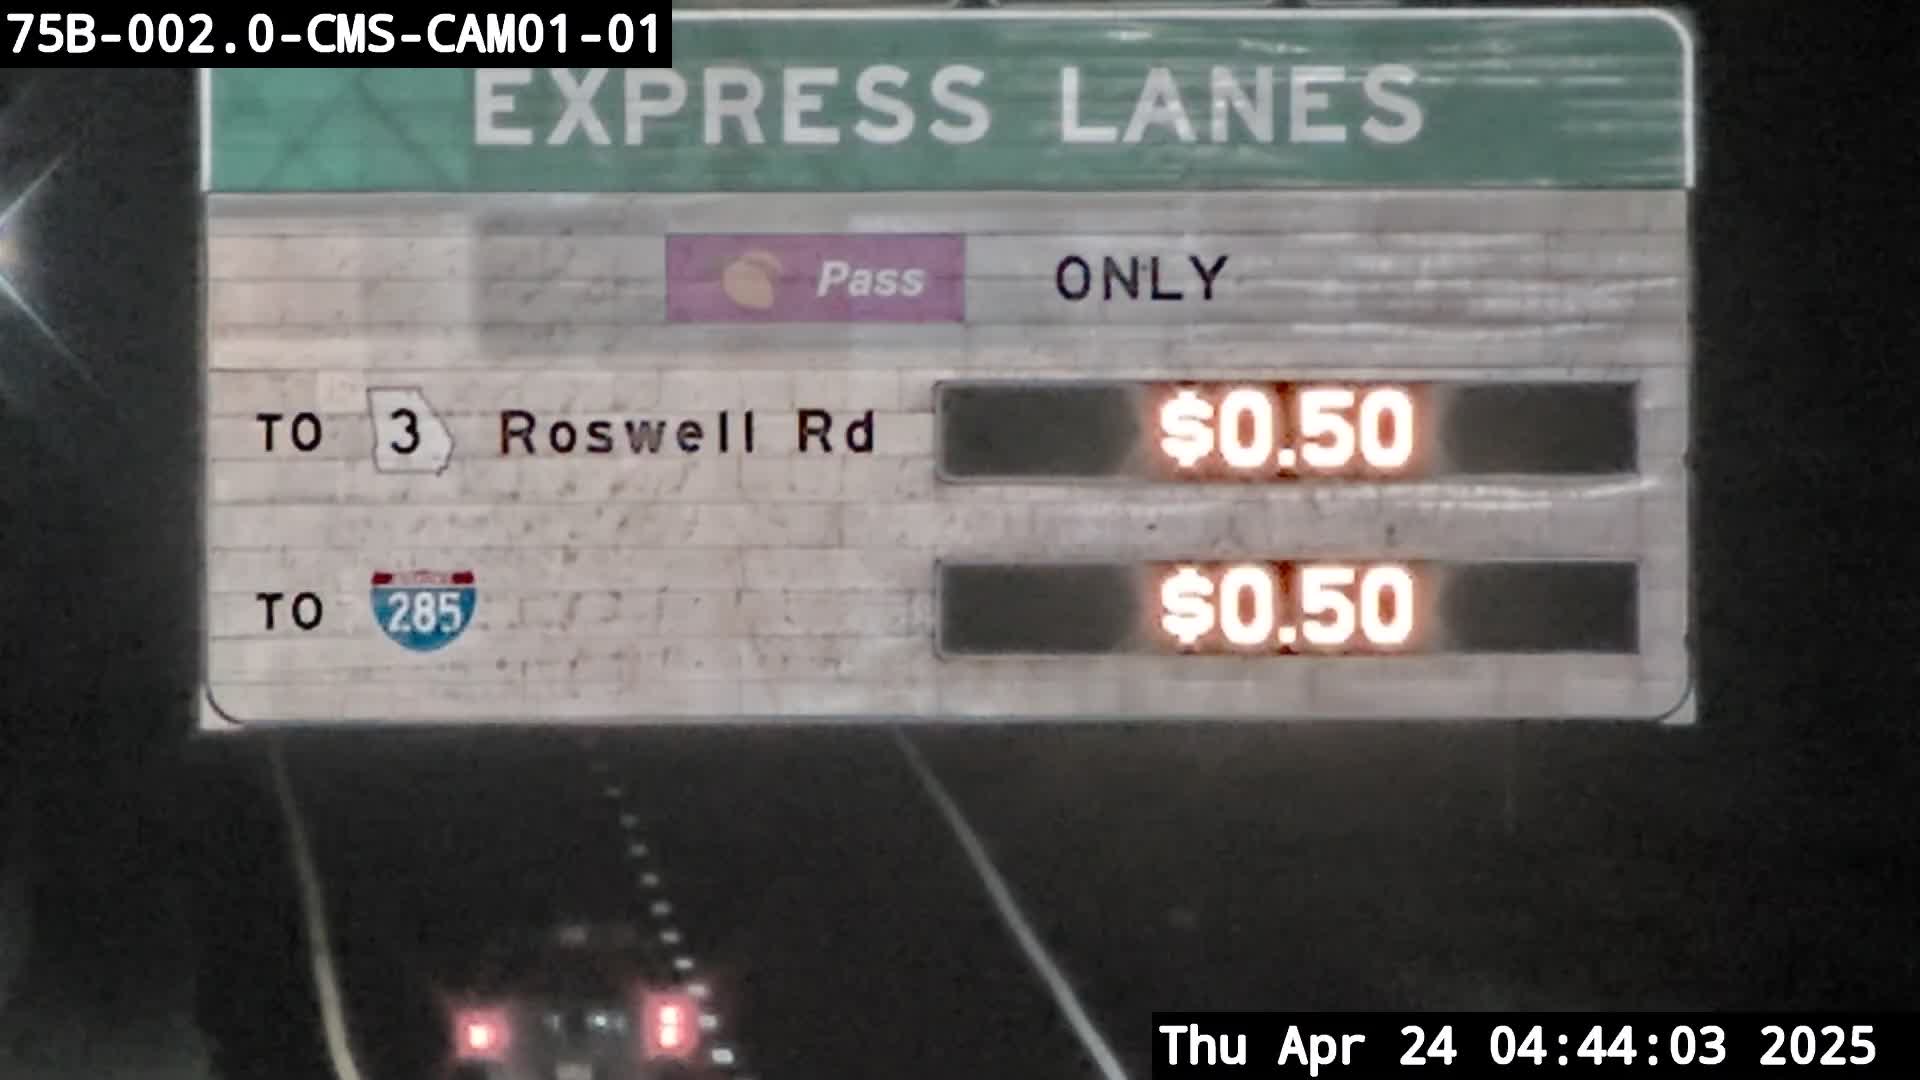 75B-002.0-CMS-CAM01-01
EXPRESS LANES
Pass ONLY
TO 3 Roswell Rd $0.50
TO 285 $0.50
Thu Apr 24 04:44:03 2025